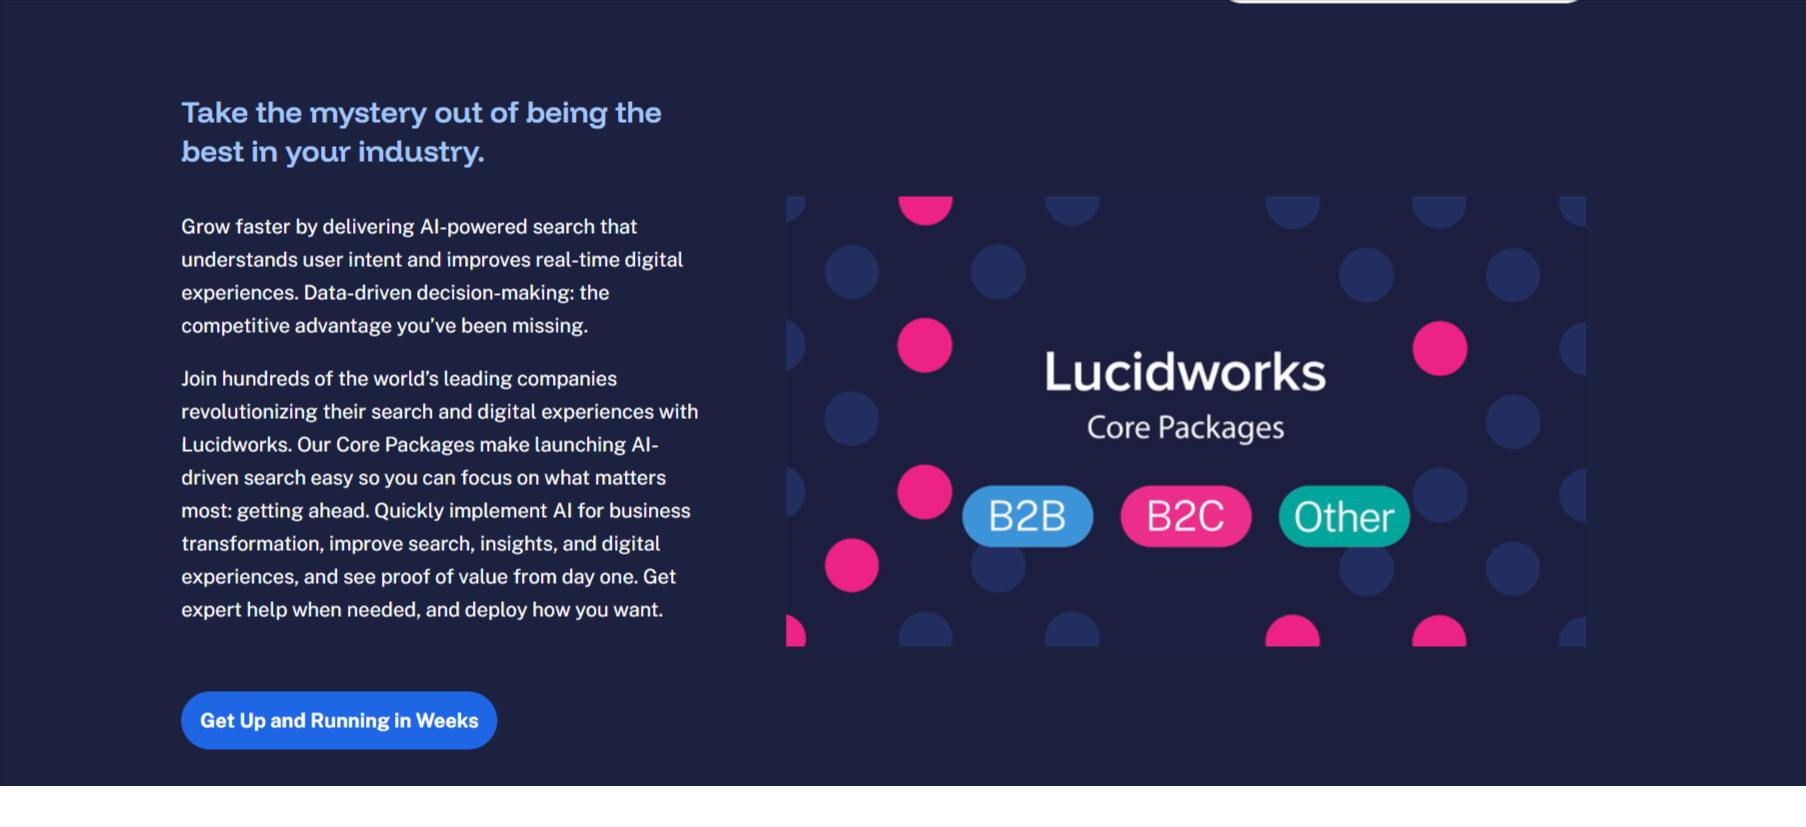 Take the mystery out of being the
best in your industry.
Grow faster by delivering AI-powered search that
understands user intent and improves real-time digital
experiences. Data-driven decision-making: the
competitive advantage you’ve been missing.
Join hundreds of the world’s leading companies
revolutionizing their search and digital experiences with
Lucidworks. Our Core Packages make launching AI-
driven search easy so you can focus on what matters
most: getting ahead. Quickly implement AI for business
transformation, improve search, insights, and digital
experiences, and see proof of value from day one. Get
expert help when needed, and deploy how you want.
Get Up and Running in Weeks
Lucidworks
Core Packages
B2B B2C Other